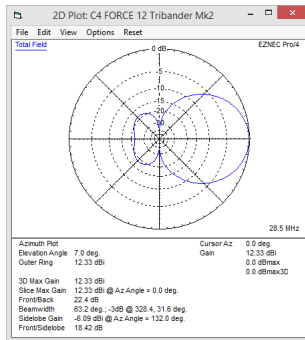 2D Plot: C4 FORCE 12 Tribander Mk2
File Edit View Options Reset
Total Field
EZNEC Pro/4
0 dB
-5
-10
-15
-20
-30
28.5 MHz
Azimuth Plot
Cursor Az 0.0 deg.
Elevation Angle 7.0 deg.
Gain 12.33 dBi
Outer Ring 12.33 dBi
0.0 dBmax
0.0 dBmax3D
3D Max Gain 12.33 dBi
Slice Max Gain 12.33 dBi @ Az Angle = 0.0 deg.
Front/Back 22.4 dB
Beamwidth 63.2 deg.; -3dB @ 328.4, 31.6 deg.
Sidelobe Gain -6.09 dBi @ Az Angle = 132.0 deg.
Front/Sidelobe 18.42 dB